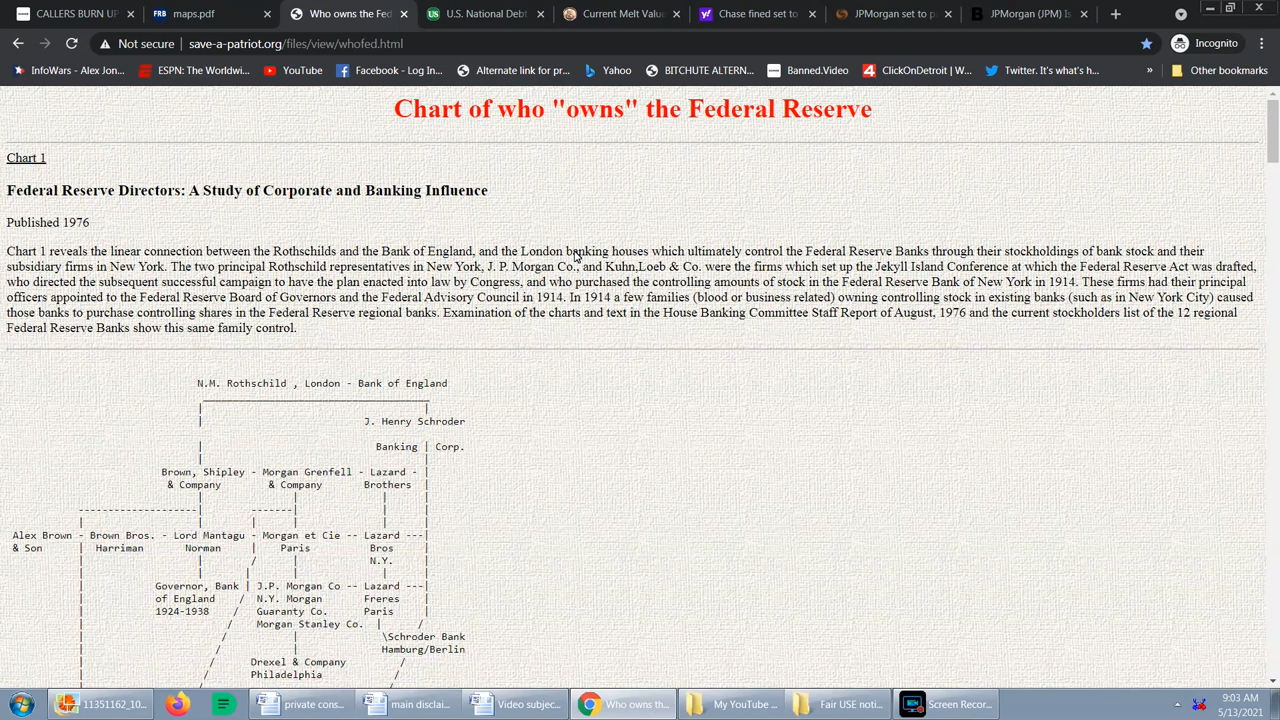 CALLERS BURN UP
maps.pdf
Who owns the Fed
U.S. National Debt
Current Melt Value
Chase fined set to
JPMorgan set to p
JPMorgan (JPM) Is
Not secure
save-a-patriot.org/files/view/whofed.html
Incognito
InfoWars - Alex Jon...
ESPN: The Worldwi...
YouTube
Facebook - Log In...
Alternate link for pr...
Yahoo
BITCHUTE ALTERN...
Banned.Video
ClickOnDetroit | W...
Twitter. It's what's h...
»
Other bookmarks
Chart of who "owns" the Federal Reserve
Chart 1
Federal Reserve Directors: A Study of Corporate and Banking Influence
Published 1976
Chart 1 reveals the linear connection between the Rothschilds and the Bank of England, and the London banking houses which ultimately control the Federal Reserve Banks through their stockholdings of bank stock and their
subsidiary firms in New York. The two principal Rothschild representatives in New York, J. P. Morgan Co., and Kuhn,Loeb & Co. were the firms which set up the Jekyll Island Conference at which the Federal Reserve Act was drafted,
who directed the subsequent successful campaign to have the plan enacted into law by Congress, and who purchased the controlling amounts of stock in the Federal Reserve Bank of New York in 1914. These firms had their principal
officers appointed to the Federal Reserve Board of Governors and the Federal Advisory Council in 1914. In 1914 a few families (blood or business related) owning controlling stock in existing banks (such as in New York City) caused
those banks to purchase controlling shares in the Federal Reserve regional banks. Examination of the charts and text in the House Banking Committee Staff Report of August, 1976 and the current stockholders list of the 12 regional
Federal Reserve Banks show this same family control.
N.M. Rothschild , London - Bank of England
J. Henry Schroder
Banking | Corp.
Brown, Shipley - Morgan Grenfell - Lazard -
& Company & Company Brothers
Alex Brown - Brown Bros. - Lord Mantagu - Morgan et Cie -- Lazard ---
& Son Harriman Norman Paris Bros
N.Y.
Governor, Bank J.P. Morgan Co -- Lazard ---
of England N.Y. Morgan Freres
1924-1938 Guaranty Co. Paris
Morgan Stanley Co.
\Schroder Bank
Hamburg/Berlin
Drexel & Company
Philadelphia
11351162_10...
private cons...
main disclai...
Video subjec...
Who owns th...
My YouTube ...
Fair USE noti...
Screen Recor...
9:03 AM
5/13/2021